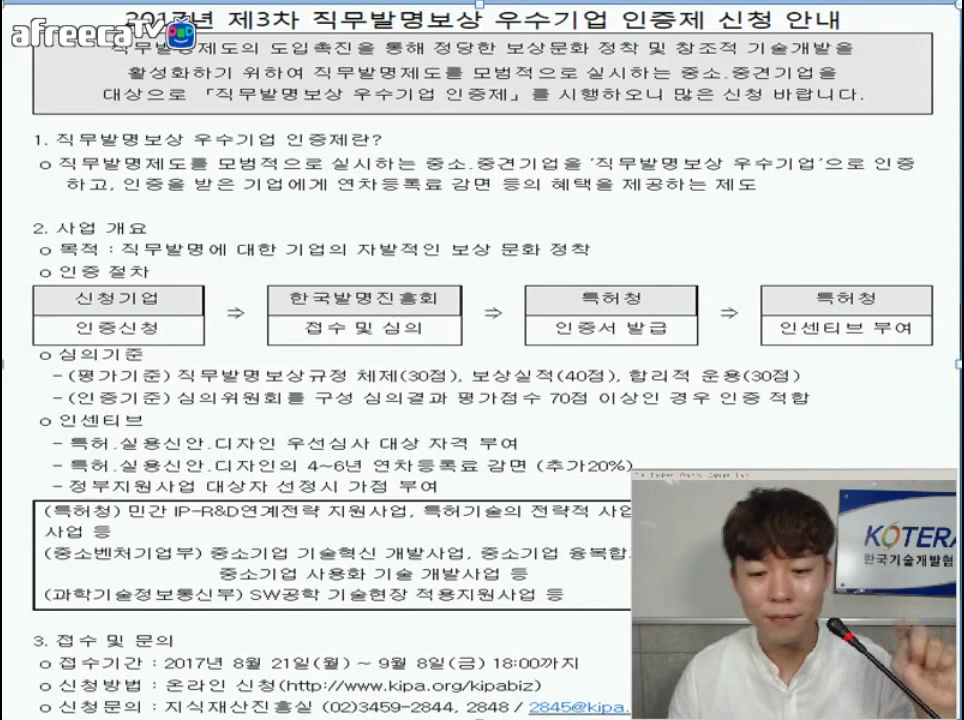 2017년 제3차 직무발명보상 우수기업 인증제 신청 안내
afreecaTV
직무발명제도의 도입촉진을 통해 정당한 보상문화 정착 및 창조적 기술개발을
활성화하기 위하여 직무발명제도를 모범적으로 실시하는 중소.중견기업을
대상으로 「직무발명보상 우수기업 인증제」를 시행하오니 많은 신청 바랍니다.
1. 직무발명보상 우수기업 인증제란?
o 직무발명제도를 모범적으로 실시하는 중소.중견기업을 '직무발명보상 우수기업'으로 인증
하고, 인증을 받은 기업에게 연차등록료 감면 등의 혜택을 제공하는 제도
2. 사업 개요
o 목적 : 직무발명에 대한 기업의 자발적인 보상 문화 정착
o 인증 절차
신청기업 ⇒ 한국발명진흥회 ⇒ 특허청 ⇒ 특허청
인증신청 접수 및 심의 인증서 발급 인센티브 부여
o 심의기준
- (평가기준) 직무발명보상규정 체제(30점), 보상실적(40점), 합리적 운용(30점)
- (인증기준) 심의위원회를 구성 심의결과 평가점수 70점 이상인 경우 인증 적합
o 인센티브
- 특허.실용신안.디자인 우선심사 대상 자격 부여
- 특허.실용신안.디자인의 4~6년 연차등록료 감면 (추가20%)
- 정부지원사업 대상자 선정시 가점 부여
(특허청) 민간 IP-R&D연계전략 지원사업, 특허기술의 전략적 사업
사업 등
(중소벤처기업부) 중소기업 기술혁신 개발사업, 중소기업 융복합
중소기업 사용화 기술 개발사업 등
(과학기술정보통신부) SW공학 기술현장 적용지원사업 등
KOTERA
한국기술개발협
3. 접수 및 문의
o 접수기간 : 2017년 8월 21일(월) ~ 9월 8일(금) 18:00까지
o 신청방법 : 온라인 신청(http://www.kipa.org/kipabiz)
o 신청문의 : 지식재산진흥실 (02)3459-2844, 2848 / 2845@kipa.